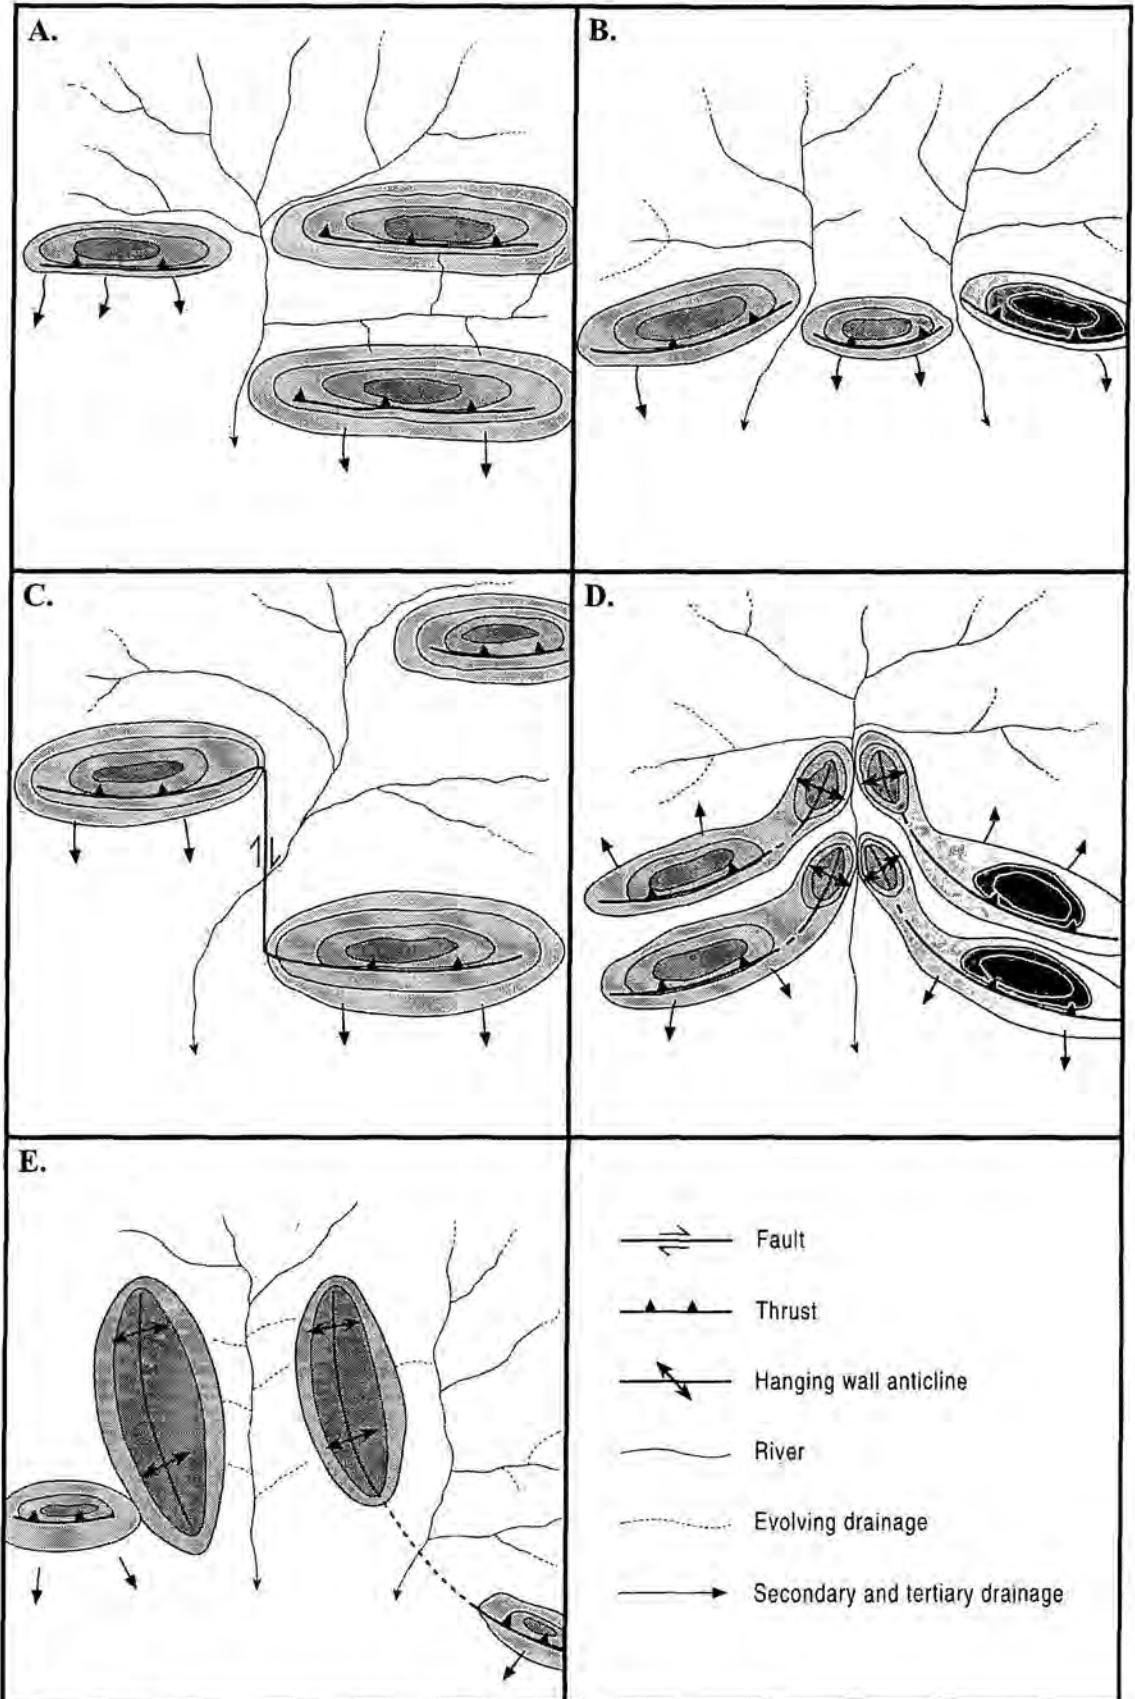 A.
B.
C.
D.
E.
Fault
Thrust
Hanging wall anticline
River
Evolving drainage
Secondary and tertiary drainage